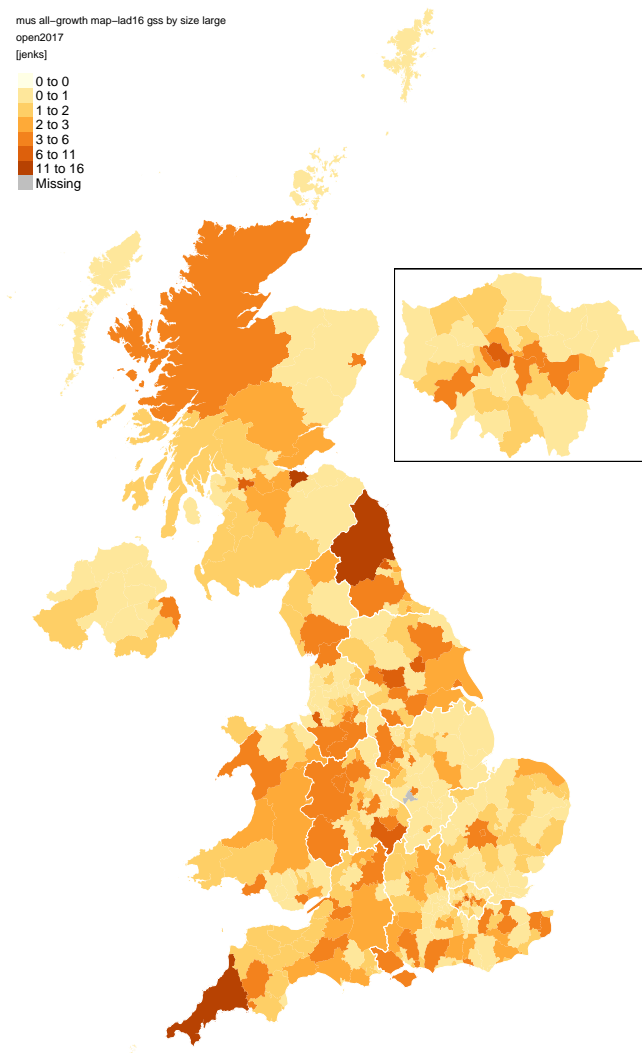 mus all−growth map−lad16 gss by size large
open2017
[jenks]
0 to 0
0 to 1
1 to 2
2 to 3
3 to 6
6 to 11
11 to 16
Missing